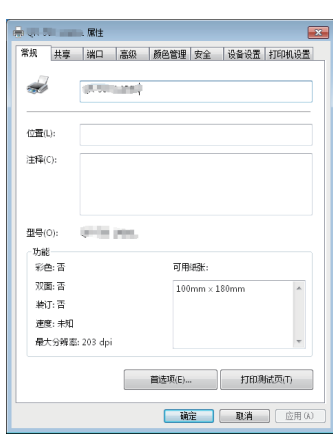 属性
常规 共享 端口 高级 颜色管理 安全 设备设置 打印机设置
位置(L):
注释(C):
型号(O):
功能
彩色: 否 可用纸张:
双面: 否 100mm x 180mm
装订: 否
速度: 未知
最大分辨率: 203 dpi
首选项(E)... 打印测试页(T)
确定 取消 应用(A)